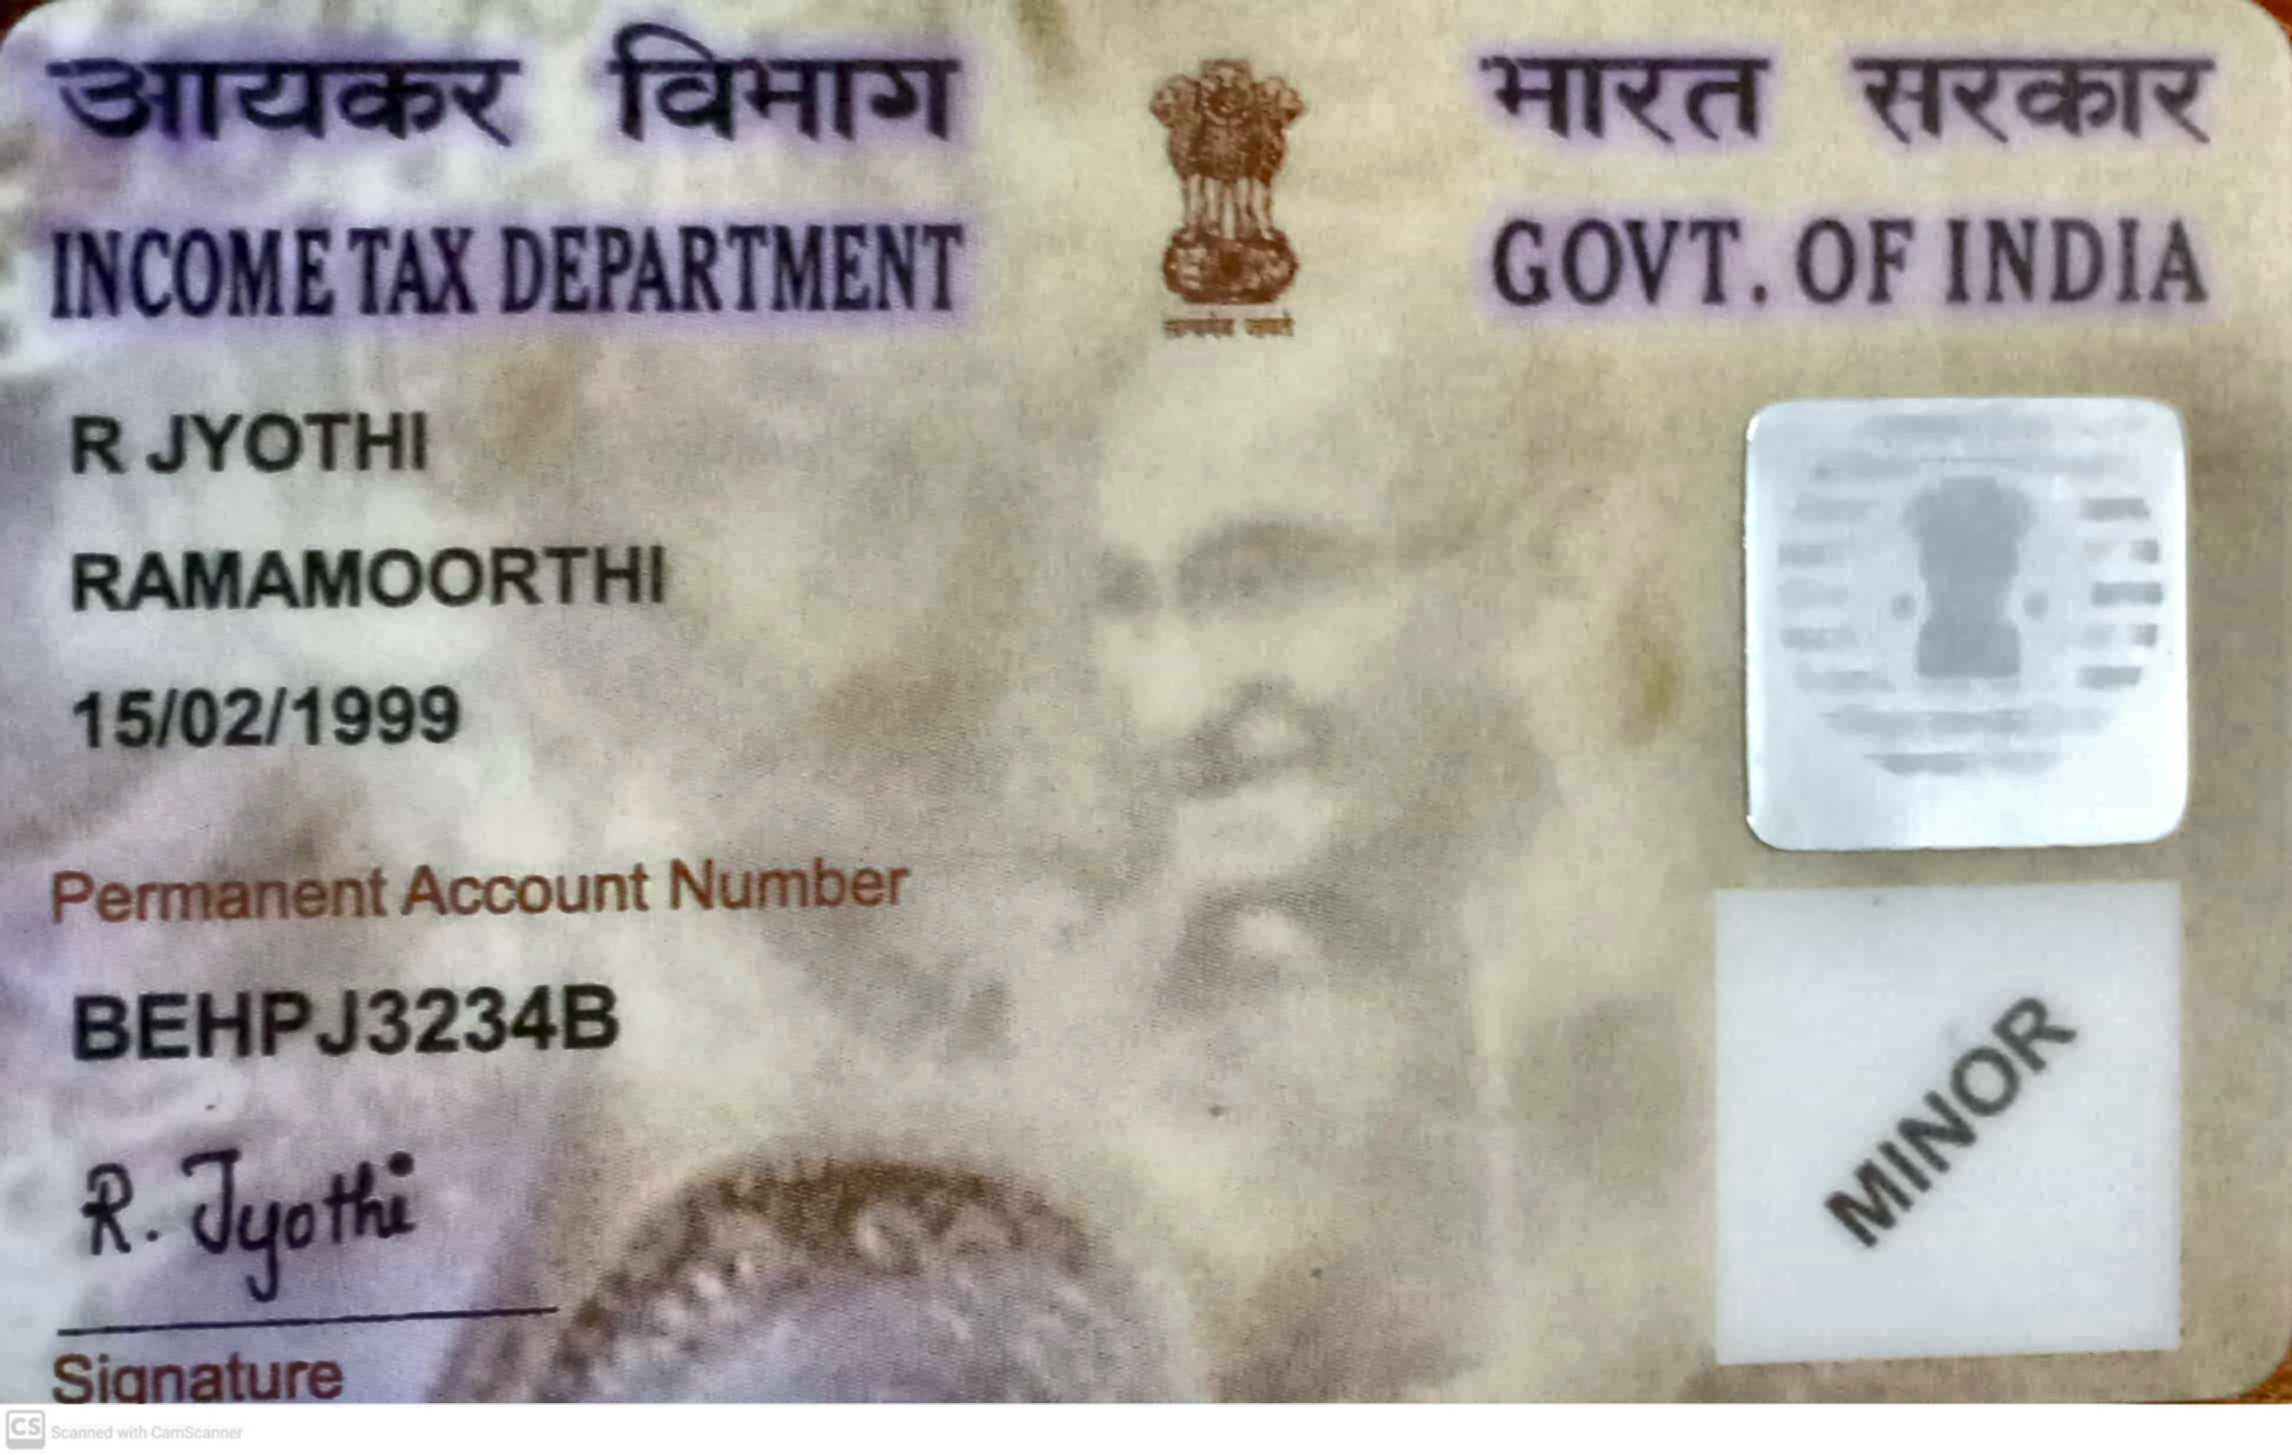 आयकर विभाग
भारत सरकार
INCOME TAX DEPARTMENT
GOVT. OF INDIA
सत्यमेव जयते
R JYOTHI
RAMAMOORTHI
15/02/1999
Permanent Account Number
BEHPJ3234B
MINOR
R. Jyothi
Signature
CS Scanned with CamScanner